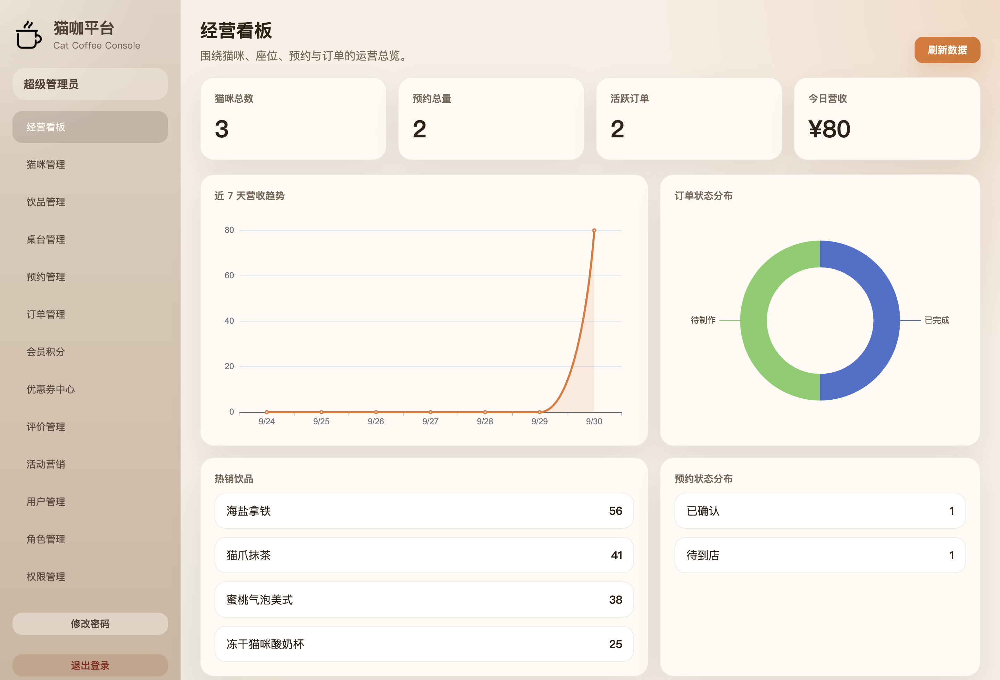 猫咖平台
Cat Coffee Console
超级管理员
经营看板
猫咪管理
饮品管理
桌台管理
预约管理
订单管理
会员积分
优惠券中心
评价管理
活动营销
用户管理
角色管理
权限管理
修改密码
退出登录
经营看板
围绕猫咪、座位、预约与订单的运营总览。
刷新数据
猫咪总数
3
预约总量
2
活跃订单
2
今日营收
¥80
近 7 天营收趋势
80
60
40
20
0
9/24 9/25 9/26 9/27 9/28 9/29 9/30
订单状态分布
待制作 已完成
热销饮品
海盐拿铁 56
猫爪抹茶 41
蜜桃气泡美式 38
冻干猫咪酸奶杯 25
预约状态分布
已确认 1
待到店 1